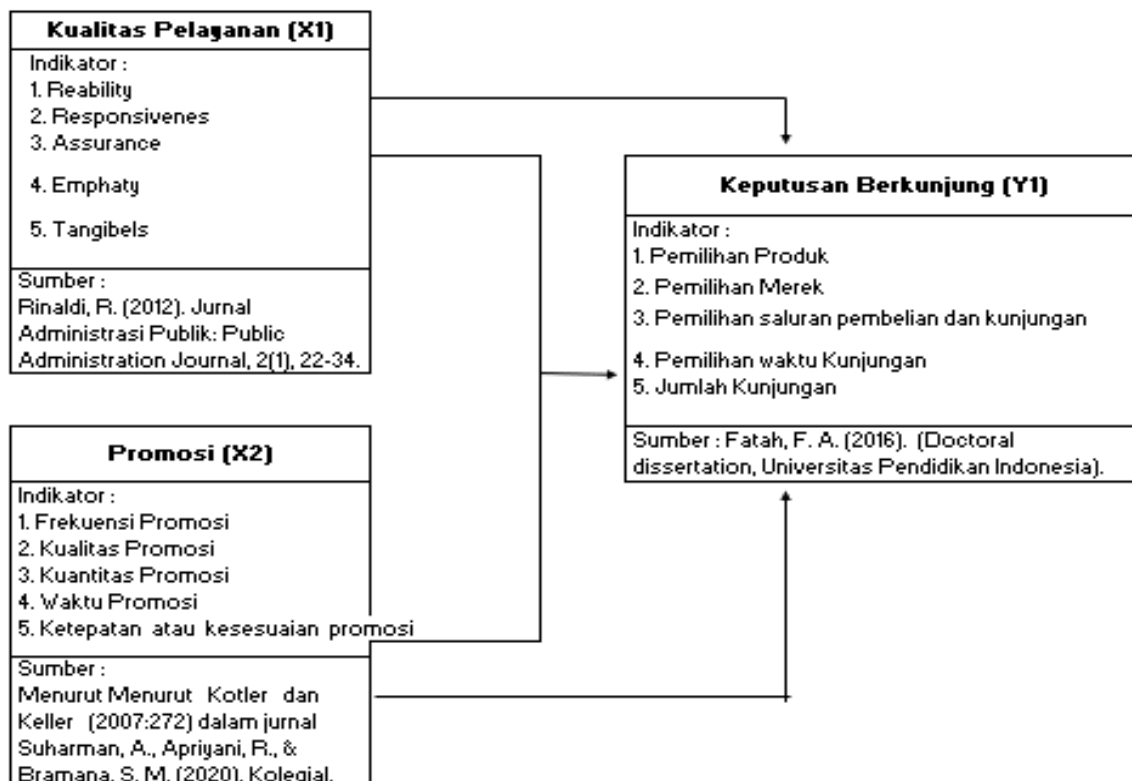 Kualitas Pelayanan (X1)
Indikator :
1. Reability
2. Responsivenes
3. Assurance
4. Emphaty
5. Tangibels
Sumber :
Rinaldi, R. (2012). Jurnal
Administrasi Publik: Public
Administration Journal, 2(1), 22-34.
Promosi (X2)
Indikator :
1. Frekuensi Promosi
2. Kualitas Promosi
3. Kuantitas Promosi
4. Waktu Promosi
5. Ketepatan atau kesesuaian promosi
Sumber :
Menurut Menurut Kotler dan
Keller (2007:272) dalam jurnal
Suharman, A., Apriyani, R., &
Bramana, S. M. (2020). Kolegial.
Keputusan Berkunjung (Y1)
Indikator :
1. Pemilihan Produk
2. Pemilihan Merek
3. Pemilihan saluran pembelian dan kunjungan
4. Pemilihan waktu Kunjungan
5. Jumlah Kunjungan
Sumber : Fatah, F. A. (2016). (Doctoral
dissertation, Universitas Pendidikan Indonesia).